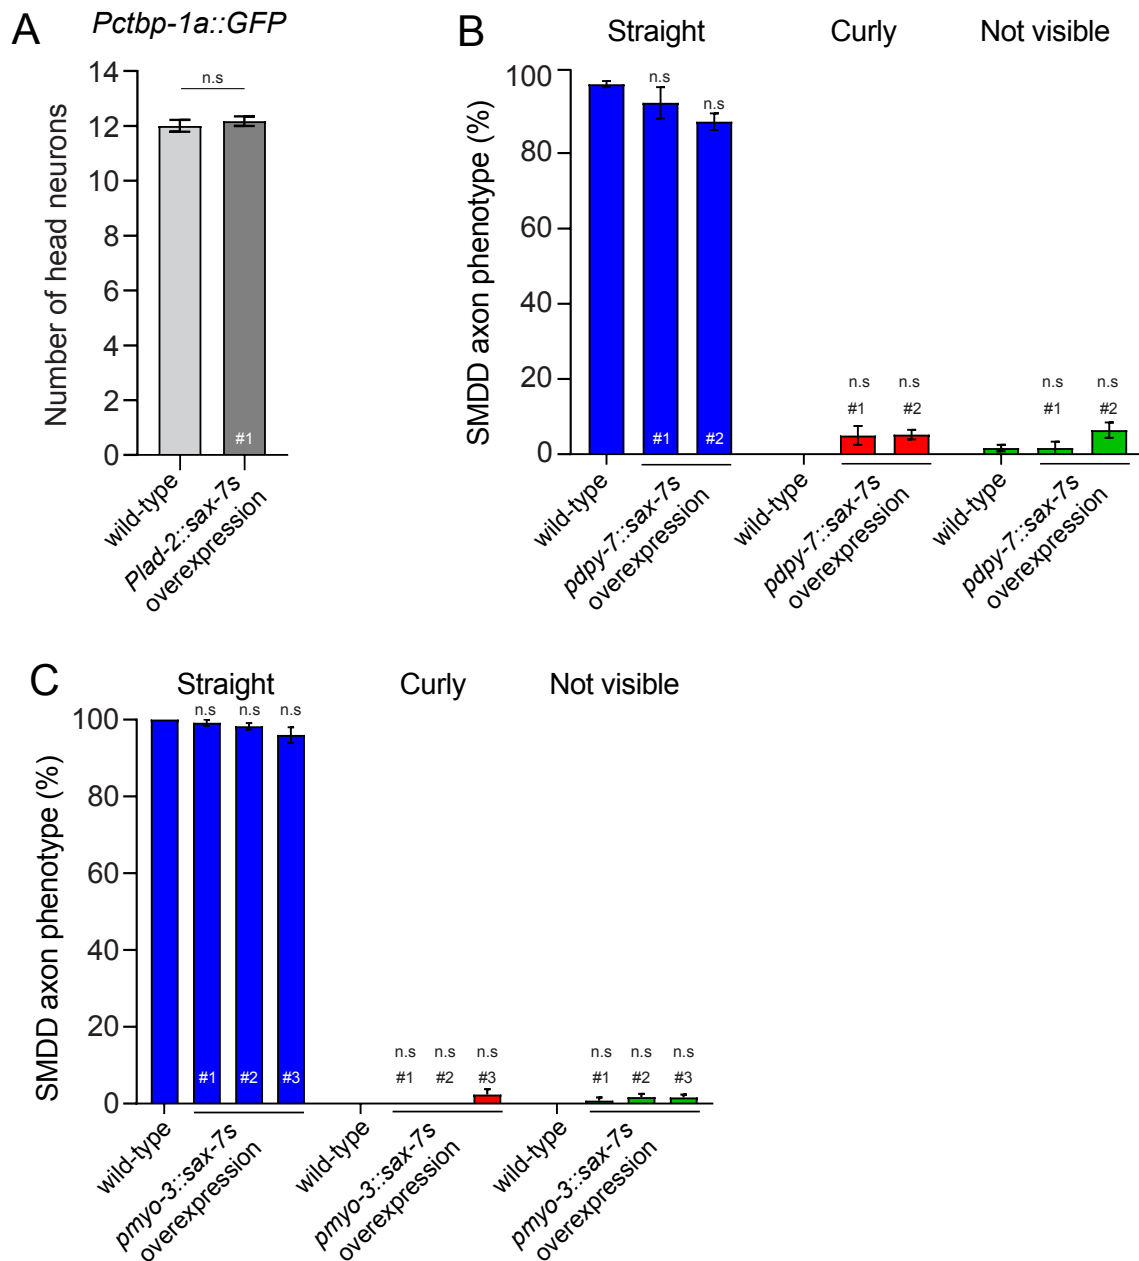 A
Pctbp-1a::GFP
Number of head neurons
14
12
10
8
6
4
2
0
n.s
#1
wild-type
Plad-2::sax-7s
overexpression
B
Straight
Curly
Not visible
SMDD axon phenotype (%)
100
80
60
40
20
0
n.s
n.s
#1
#2
n.s
n.s
#1
#2
n.s
n.s
#1
#2
wild-type
pdpy-7::sax-7s
overexpression
wild-type
pdpy-7::sax-7s
overexpression
wild-type
pdpy-7::sax-7s
overexpression
C
Straight
Curly
Not visible
SMDD axon phenotype (%)
100
80
60
40
20
0
n.s
n.s
n.s
#1
#2
#3
n.s
n.s
n.s
#1
#2
#3
n.s
n.s
n.s
#1
#2
#3
wild-type
pmyo-3::sax-7s
overexpression
wild-type
pmyo-3::sax-7s
overexpression
wild-type
pmyo-3::sax-7s
overexpression